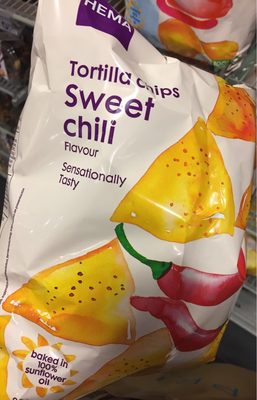 HEMA
Tortilla chips
Sweet
chili
Flavour
Sensationally
Tasty
baked in
100%
sunflower
oil